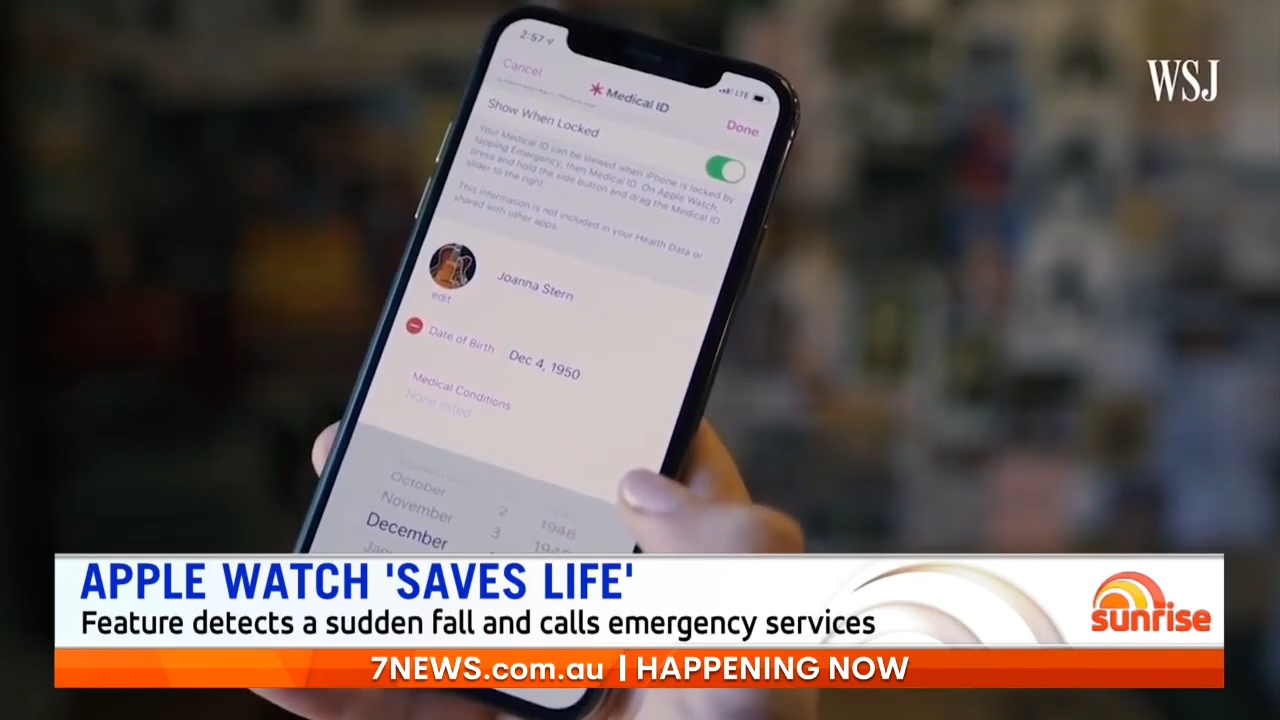 2:57
LTE
WSJ
Cancel
Medical ID
Done
Show When Locked
Your Medical ID can be viewed when iPhone is locked by
tapping Emergency, then Medical ID. On Apple Watch,
press and hold the side button and drag the Medical ID
slider to the right.
This information is not included in your Health Data or
shared with other apps.
Joanna Stern
edit
Date of Birth Dec 4, 1950
Medical Conditions
None listed
October
November 2 1948
December 3
APPLE WATCH 'SAVES LIFE'
Feature detects a sudden fall and calls emergency services
sunrise
7NEWS.com.au | HAPPENING NOW